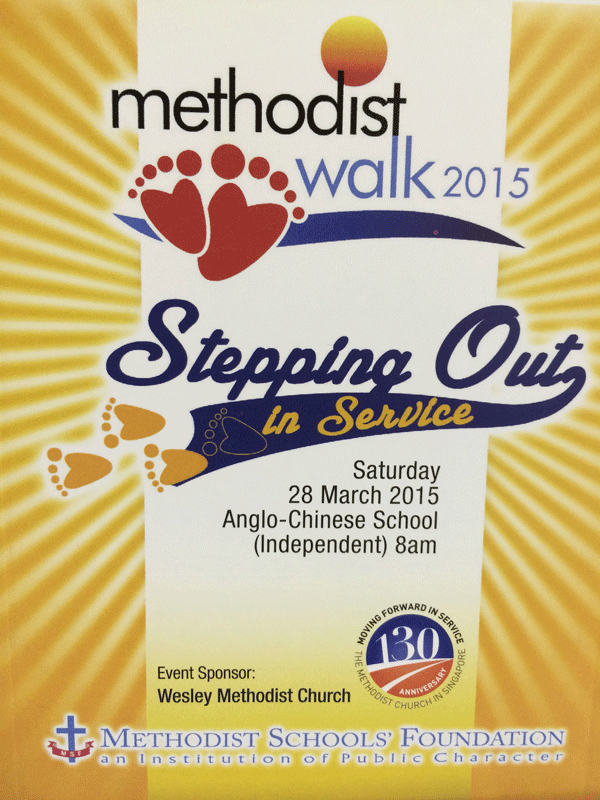 methodist
walk 2015
Stepping Out
in Service
Saturday
28 March 2015
Anglo-Chinese School
(Independent) 8am
MOVING FORWARD IN SERVICE
130
ANNIVERSARY
THE METHODIST CHURCH IN SINGAPORE
Event Sponsor:
Wesley Methodist Church
MSF
METHODIST SCHOOLS' FOUNDATION
an Institution of Public Character